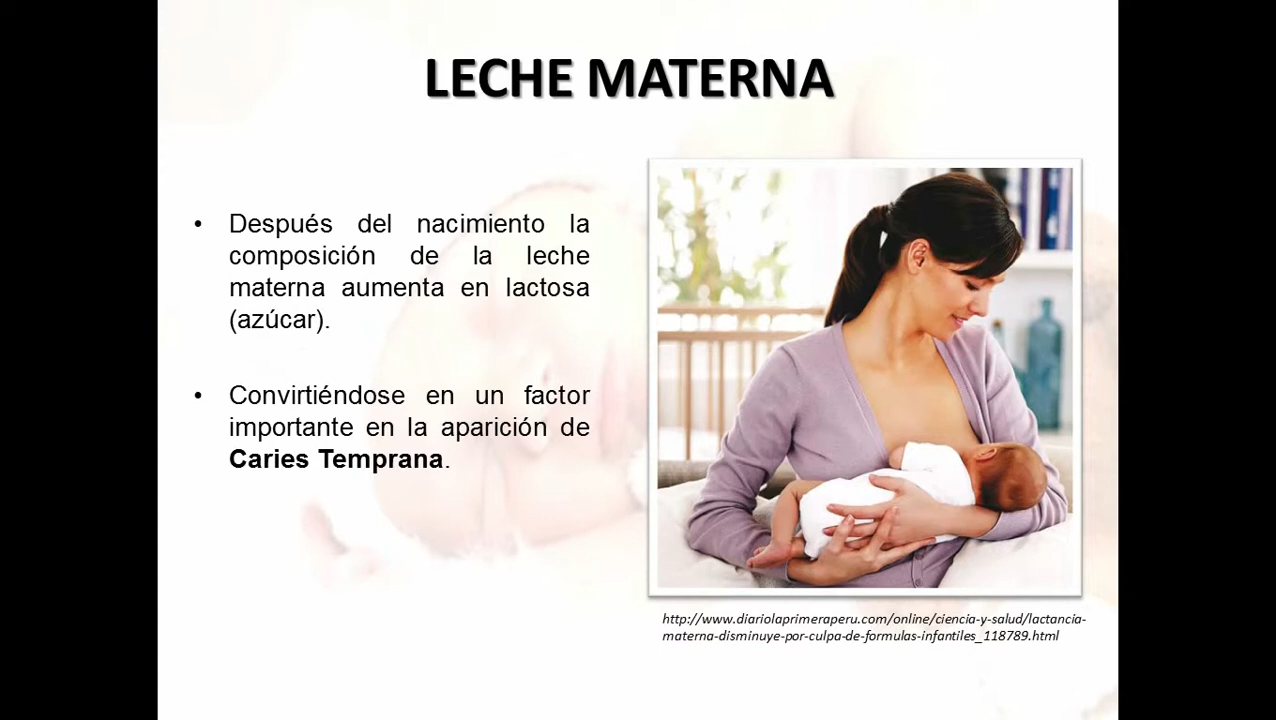 LECHE MATERNA
• Después del nacimiento la
composición de la leche
materna aumenta en lactosa
(azúcar).
• Convirtiéndose en un factor
importante en la aparición de
Caries Temprana.
http://www.diariolaprimeraperu.com/online/ciencia-y-salud/lactancia-
materna-disminuye-por-culpa-de-formulas-infantiles_118789.html